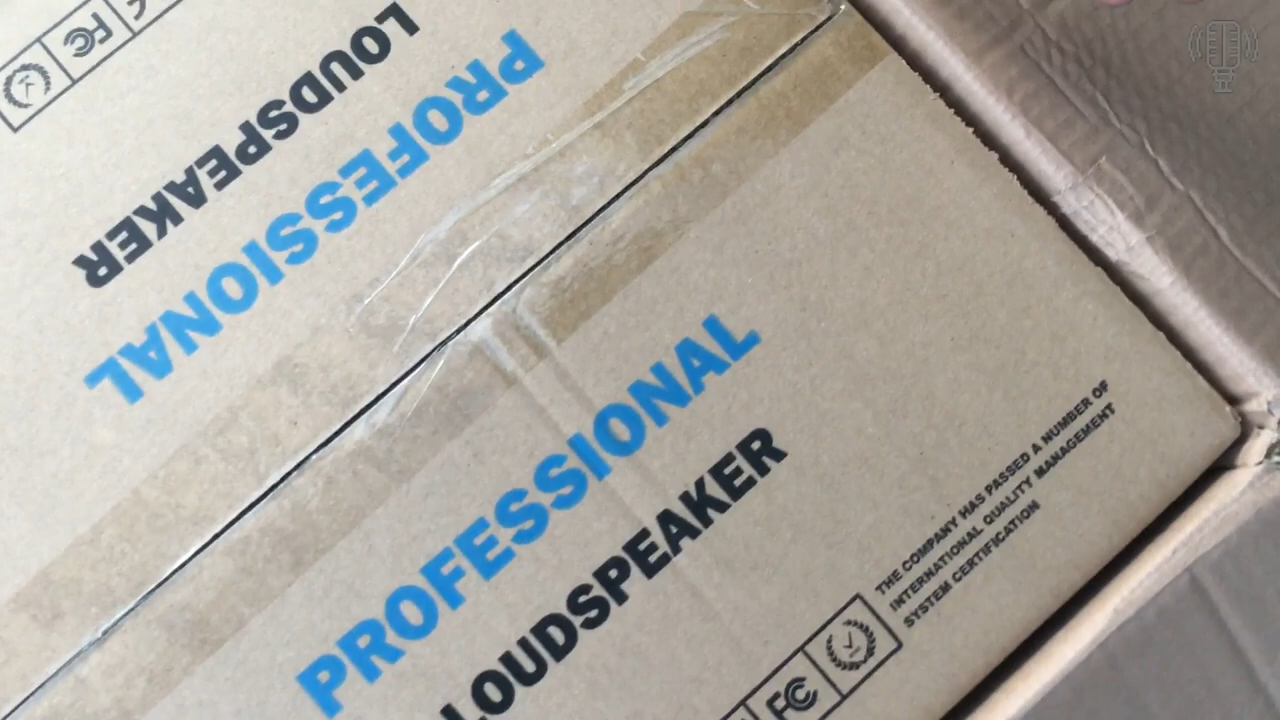 LOUDSPEAKER
PROFESSIONAL
PROFESSIONAL
LOUDSPEAKER
THE COMPANY HAS PASSED A NUMBER OF
INTERNATIONAL QUALITY MANAGEMENT
SYSTEM CERTIFICATION
FC
FC